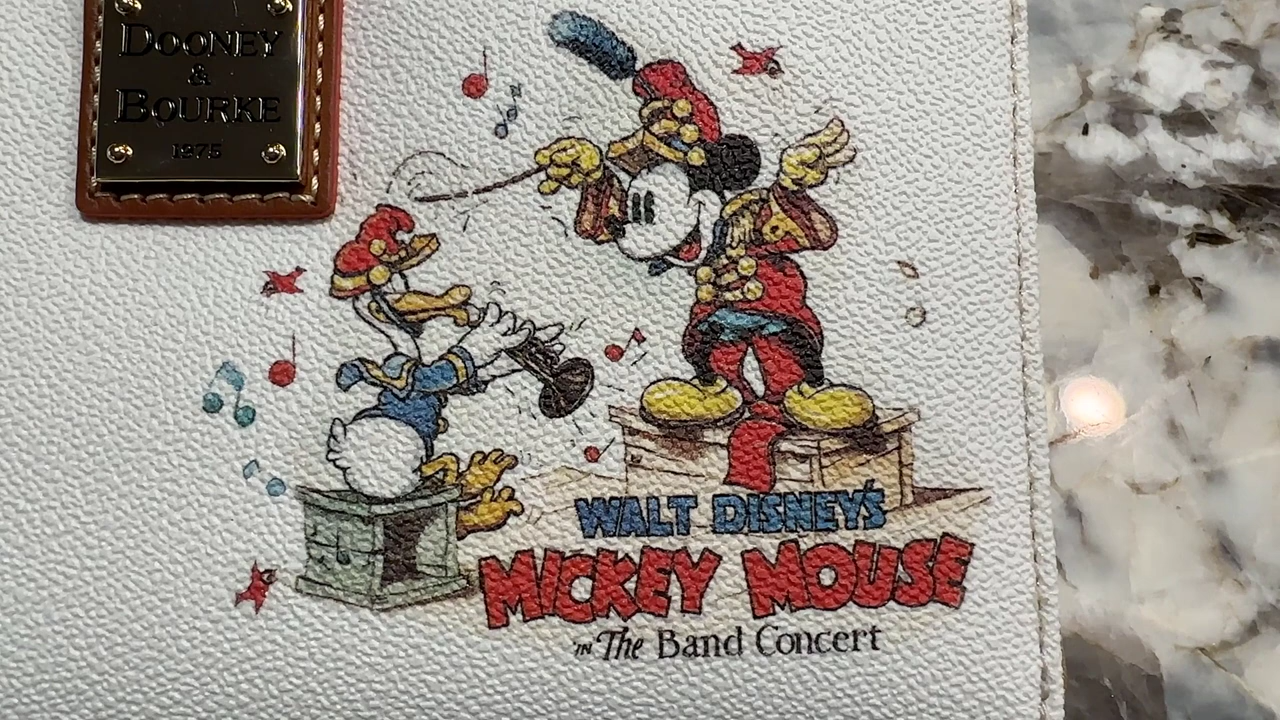 DOONEY
&
BOURKE
1975
WALT DISNEY'S
MICKEY MOUSE
IN The Band Concert